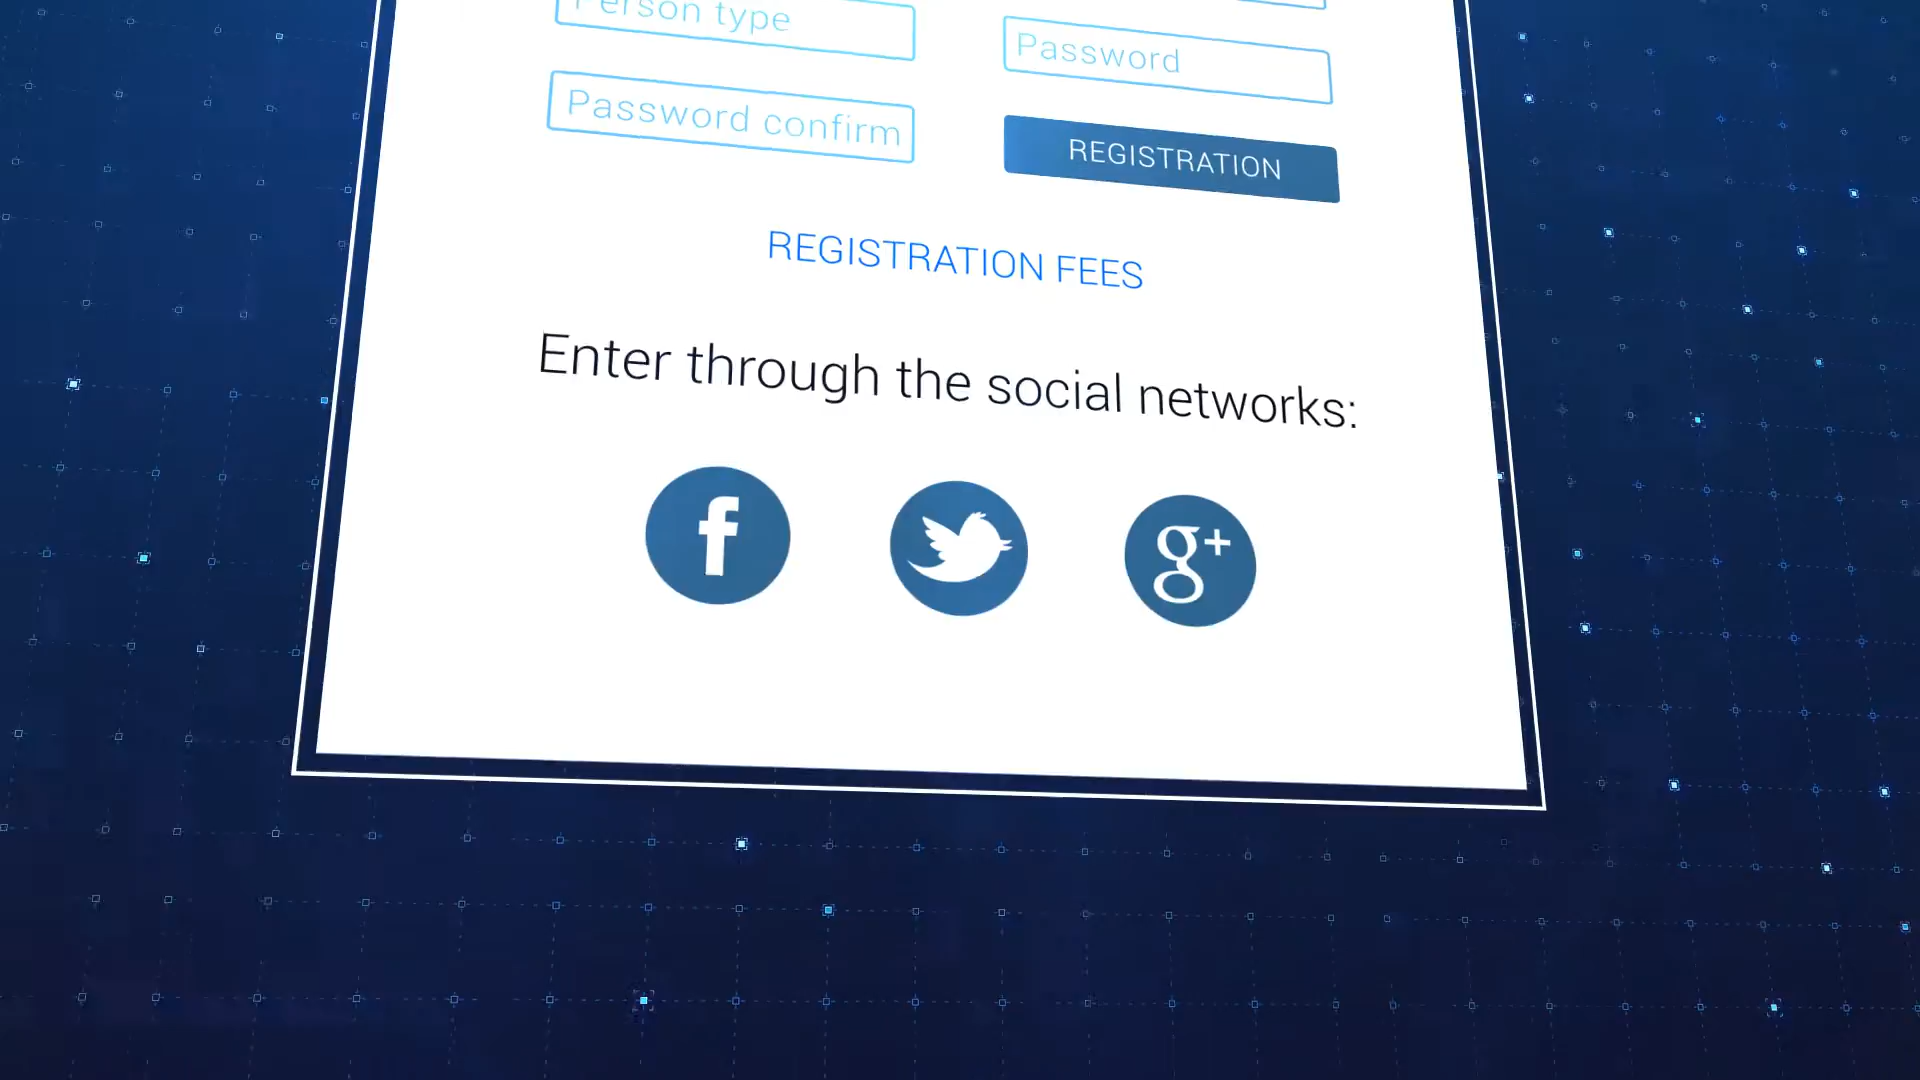 Person type
Password
Password confirm
REGISTRATION
REGISTRATION FEES
Enter through the social networks:
f
g+